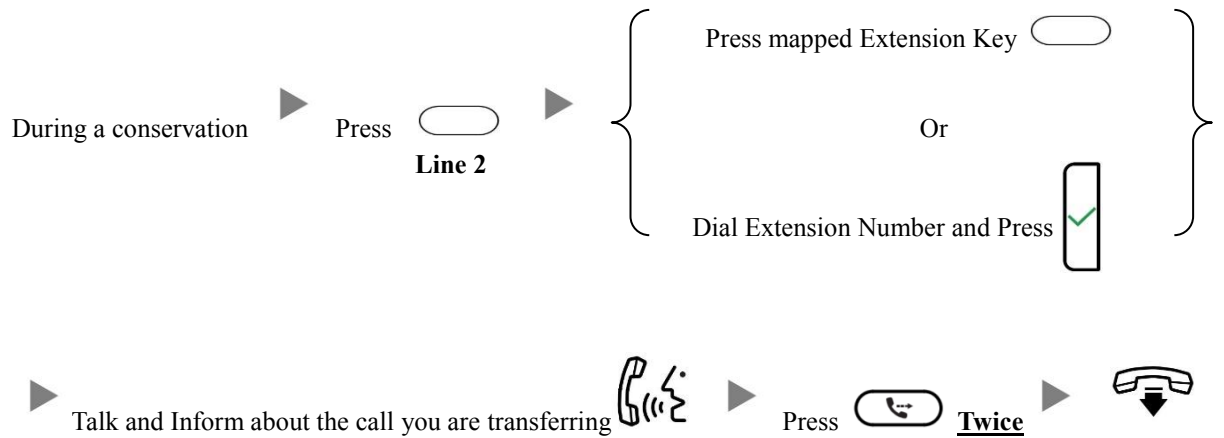 Press mapped Extension Key
During a conservation
Press
Or
Line 2
Dial Extension Number and Press
Talk and Inform about the call you are transferring
Press
Twice